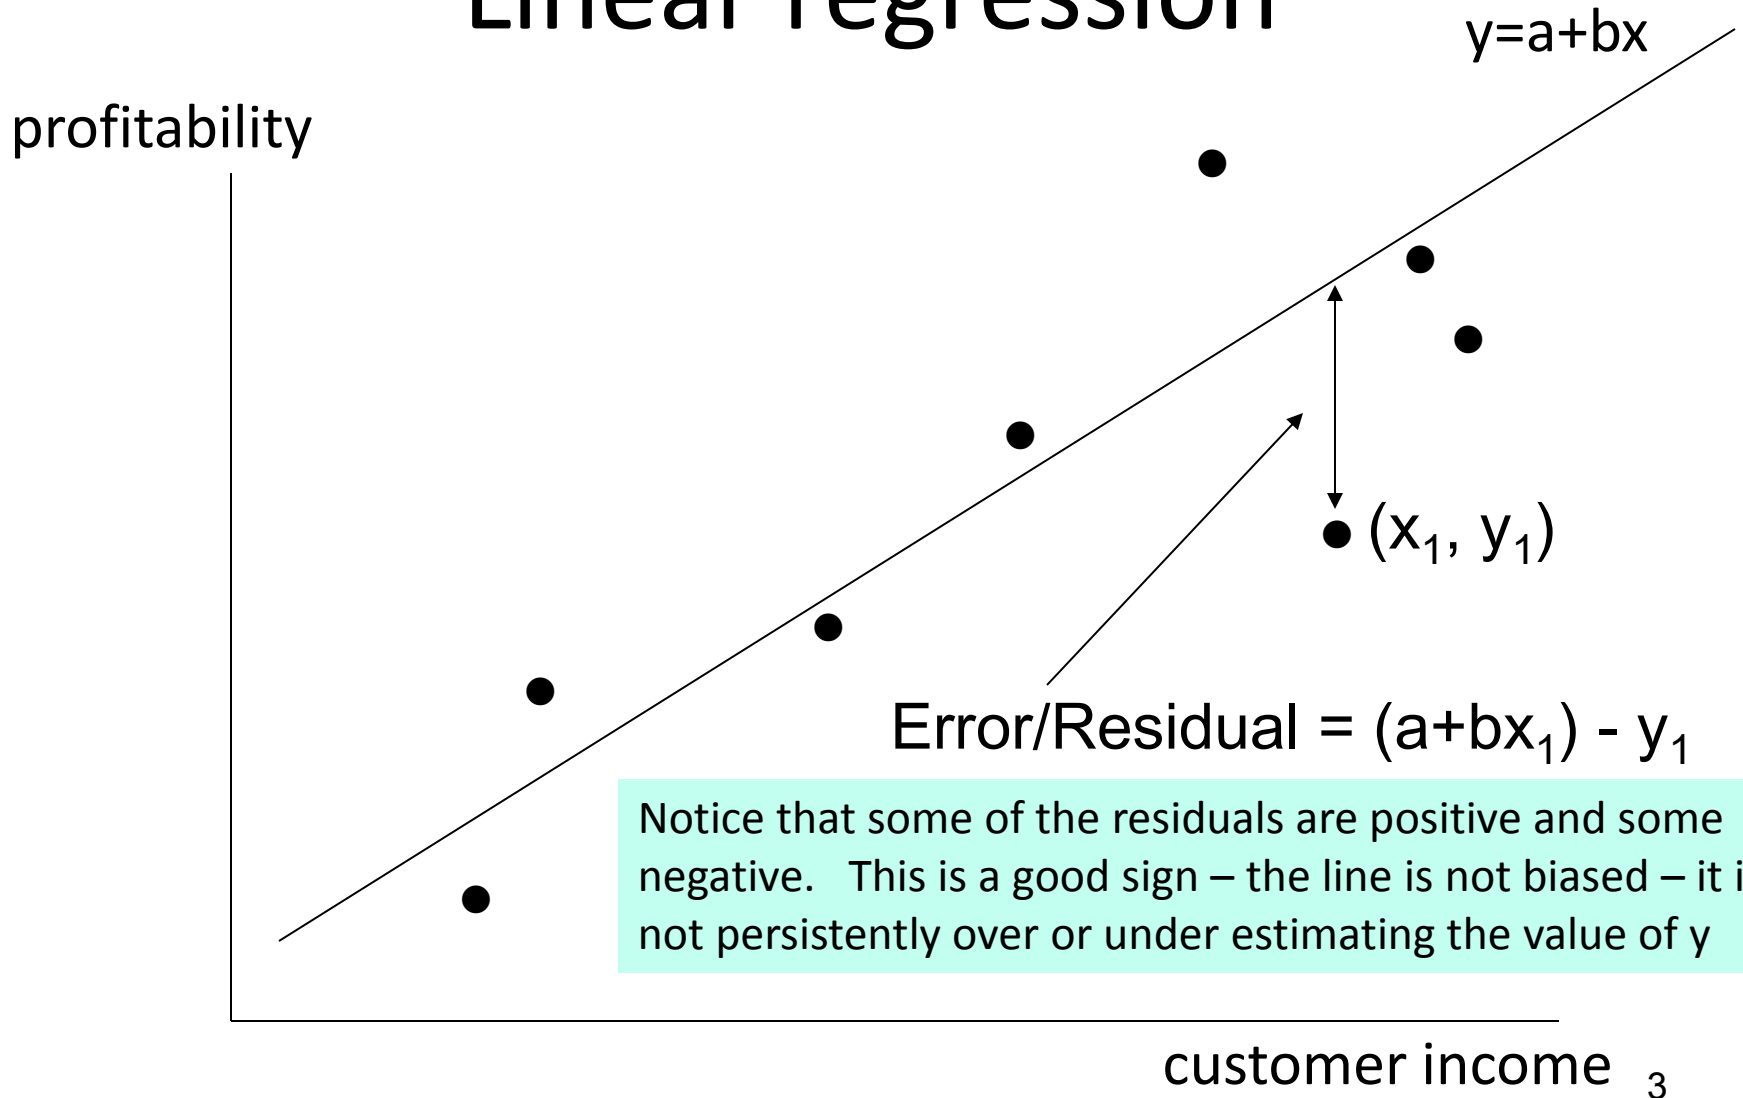 Linear regression
y=a+bx
profitability
(x₁, y₁)
Error/Residual = (a+bx₁) - y₁
Notice that some of the residuals are positive and some
negative.   This is a good sign – the line is not biased – it i
not persistently over or under estimating the value of y
customer income
3